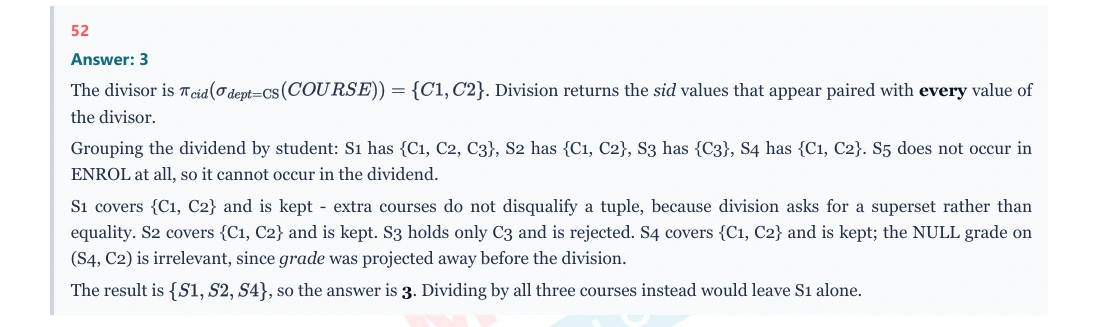 52
Answer: 3
The divisor is π_cid(σ_dept=CS(COURSE)) = {C1, C2}. Division returns the sid values that appear paired with every value of
the divisor.
Grouping the dividend by student: S1 has {C1, C2, C3}, S2 has {C1, C2}, S3 has {C3}, S4 has {C1, C2}. S5 does not occur in
ENROL at all, so it cannot occur in the dividend.
S1 covers {C1, C2} and is kept - extra courses do not disqualify a tuple, because division asks for a superset rather than
equality. S2 covers {C1, C2} and is kept. S3 holds only C3 and is rejected. S4 covers {C1, C2} and is kept; the NULL grade on
(S4, C2) is irrelevant, since grade was projected away before the division.
The result is {S1, S2, S4}, so the answer is 3. Dividing by all three courses instead would leave S1 alone.